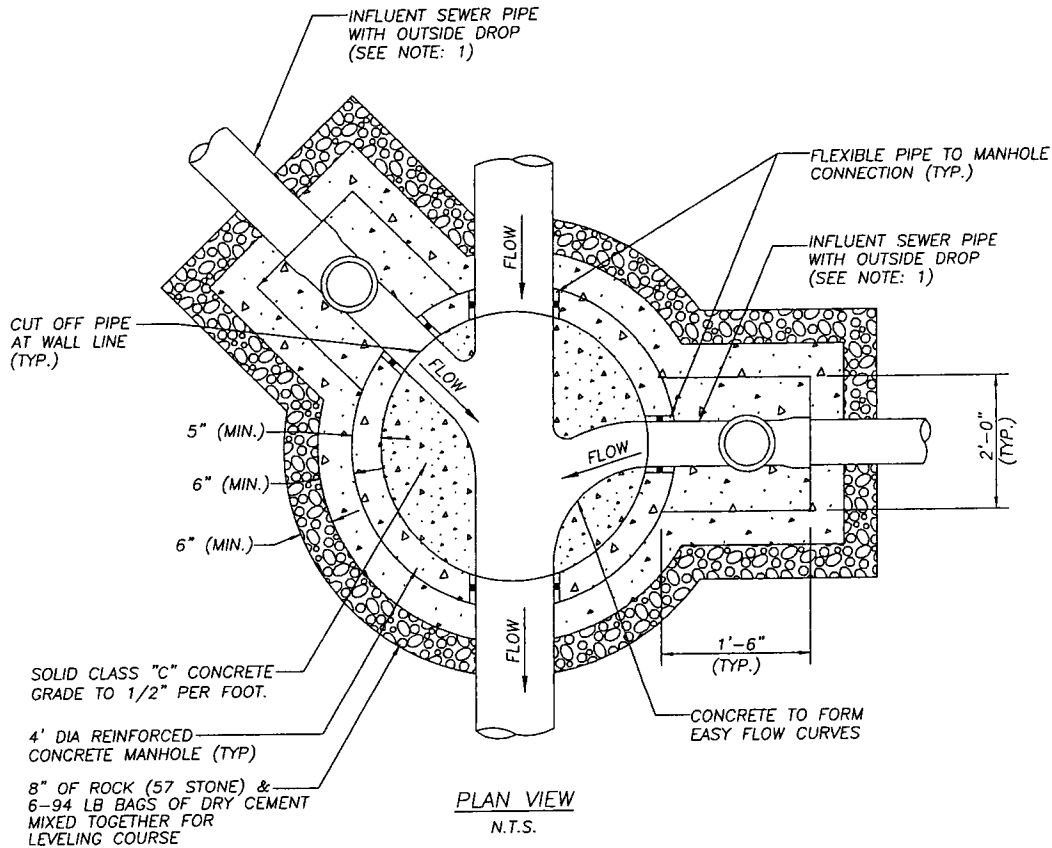 INFLUENT SEWER PIPE
WITH OUTSIDE DROP
(SEE NOTE: 1)
FLEXIBLE PIPE TO MANHOLE
CONNECTION (TYP.)
FLOW
INFLUENT SEWER PIPE
WITH OUTSIDE DROP
(SEE NOTE: 1)
CUT OFF PIPE
AT WALL LINE
(TYP.)
FLOW
5" (MIN.)
FLOW
2'-0"
(TYP.)
6" (MIN.)
6" (MIN.)
FLOW
1'-6"
(TYP.)
SOLID CLASS "C" CONCRETE
GRADE TO 1/2" PER FOOT.
CONCRETE TO FORM
EASY FLOW CURVES
4' DIA REINFORCED
CONCRETE MANHOLE (TYP)
8" OF ROCK (57 STONE) &
6-94 LB BAGS OF DRY CEMENT
MIXED TOGETHER FOR
LEVELING COURSE
PLAN VIEW
N.T.S.